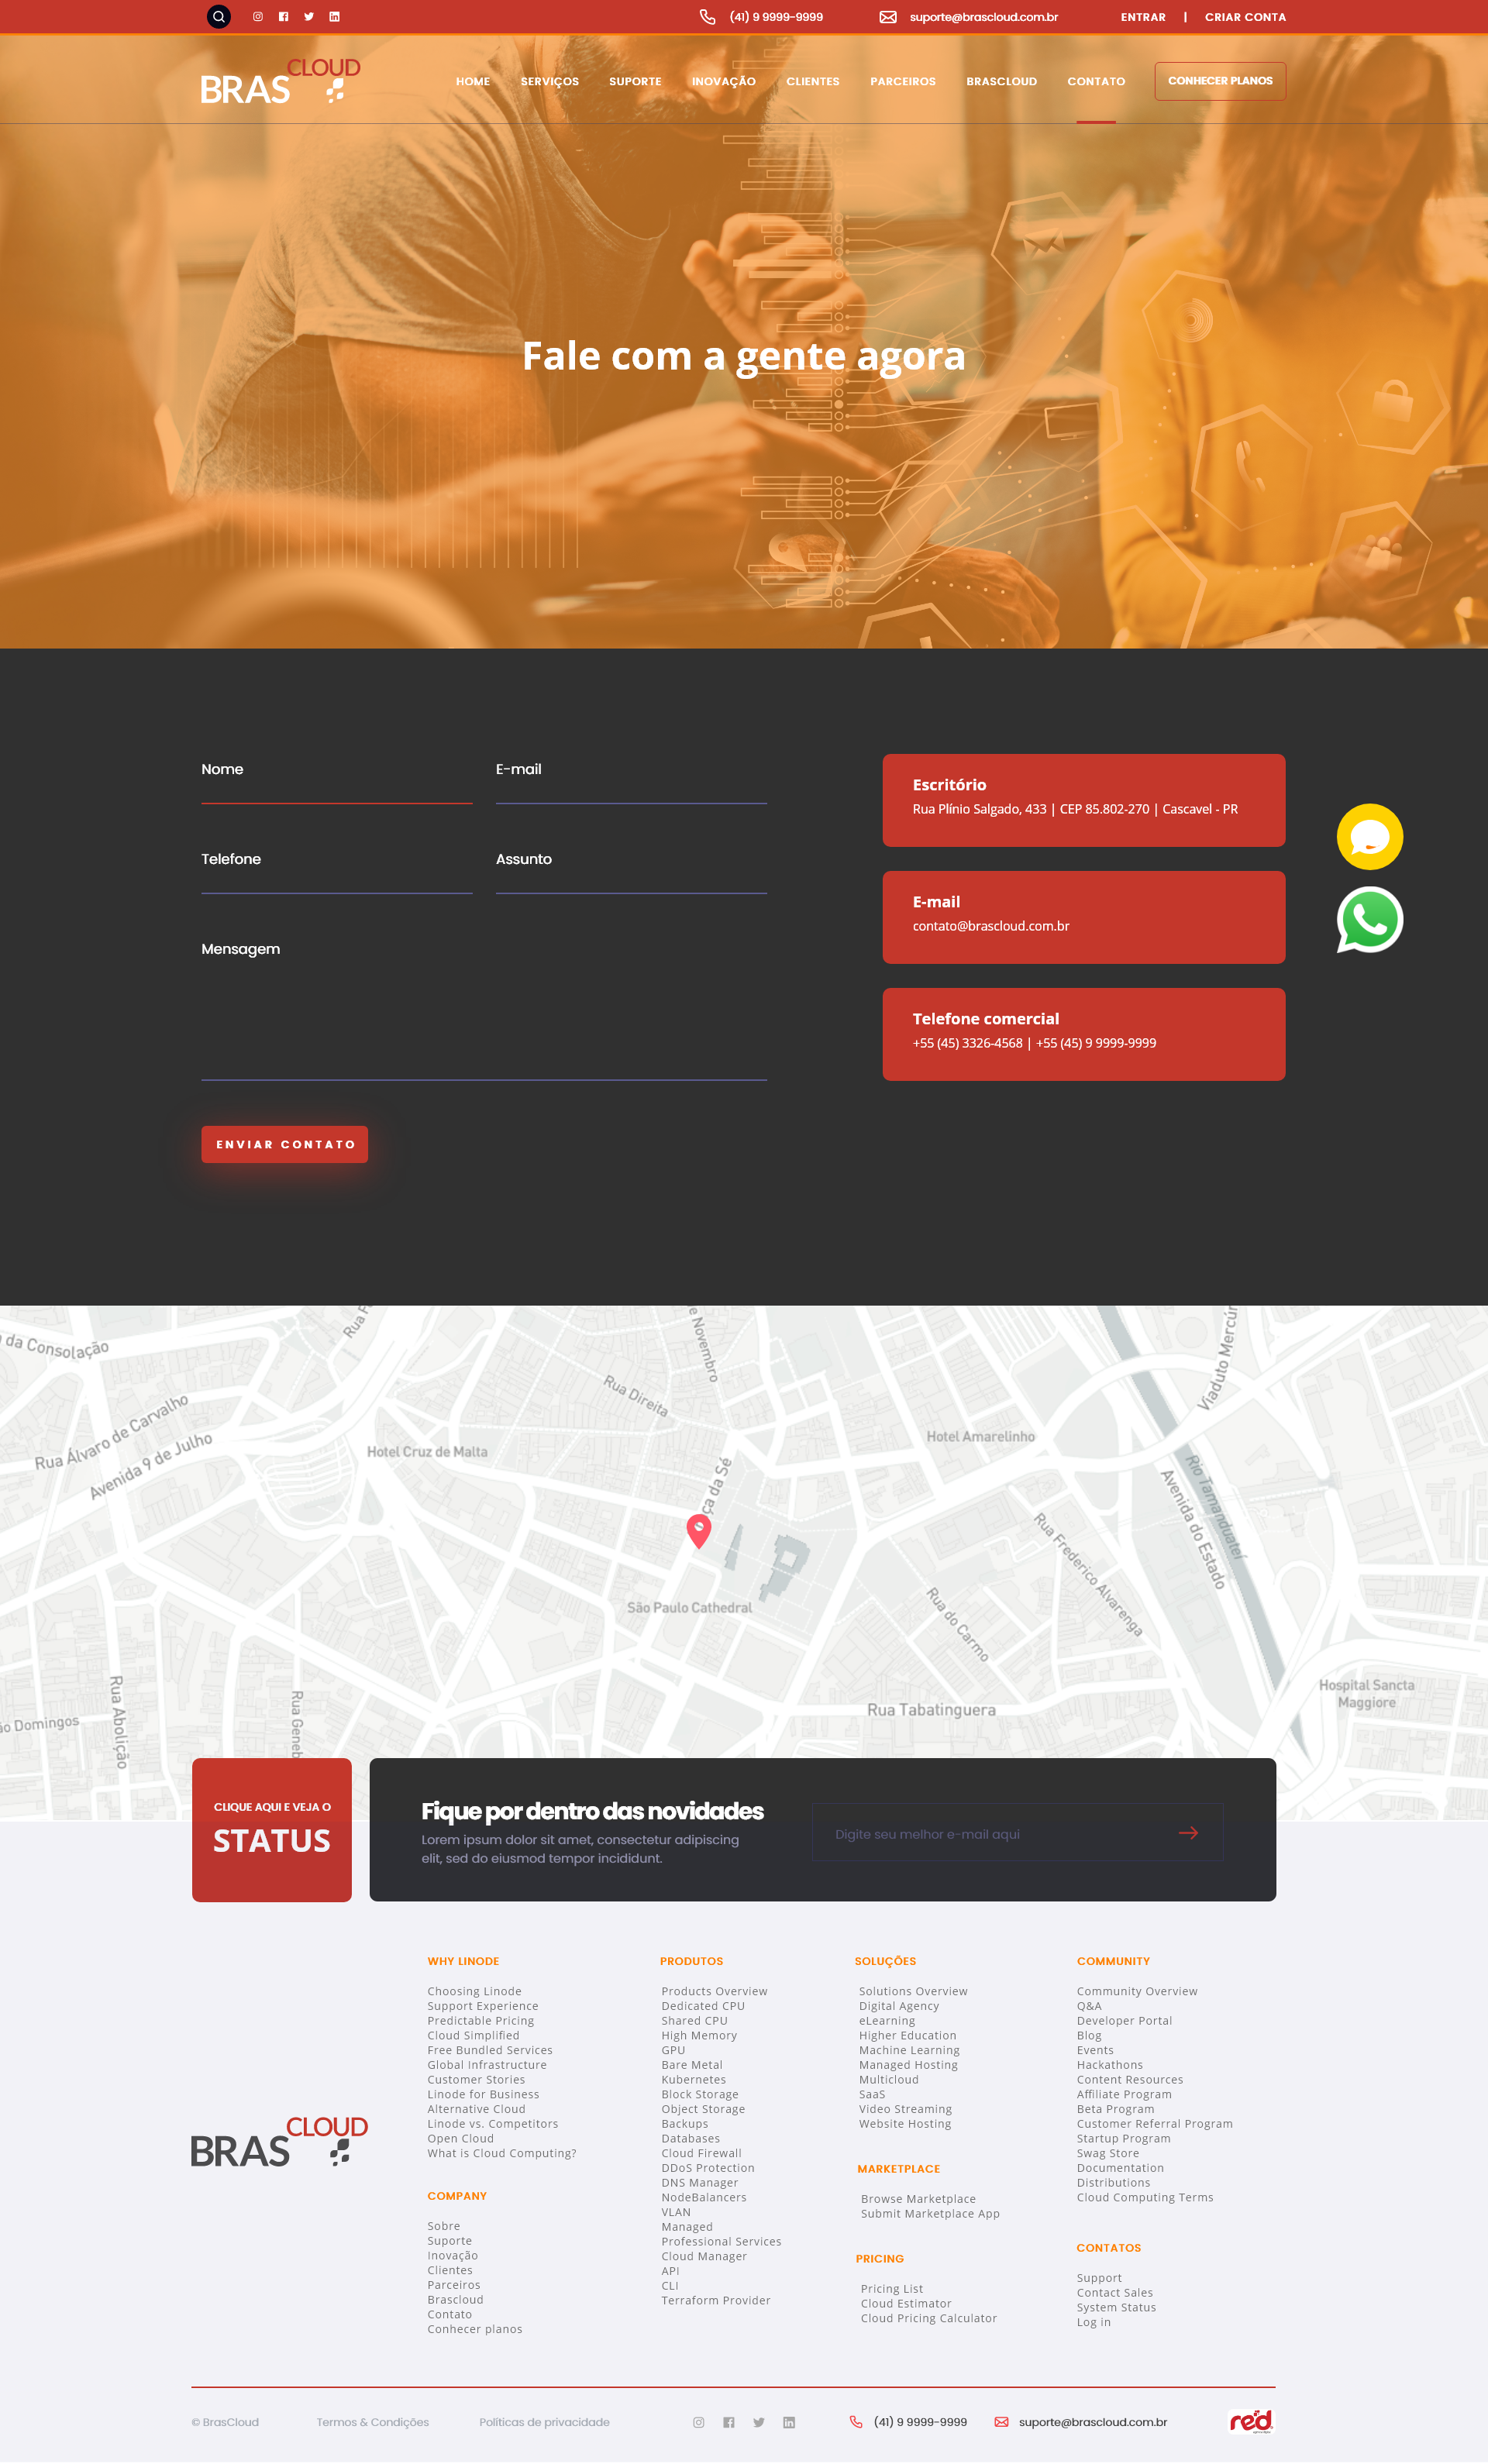 (41) 9 9999-9999
suporte@brascloud.com.br
ENTRAR | CRIAR CONTA
BRASCLOUD
HOME
SERVIÇOS
SUPORTE
INOVAÇÃO
CLIENTES
PARCEIROS
BRASCLOUD
CONTATO
CONHECER PLANOS
Fale com a gente agora
Nome
E-mail
Telefone
Assunto
Mensagem
ENVIAR CONTATO
Escritório
Rua Plínio Salgado, 433 | CEP 85.802-270 | Cascavel - PR
E-mail
contato@brascloud.com.br
Telefone comercial
+55 (45) 3326-4568 | +55 (45) 9 9999-9999
da Consolação
Rua
Novembro
Viaduto Mercúr
Rua Direita
Rua Álvaro de Carvalho
Avenida 9 de Julho
Hotel Cruz de Malta
Hotel Amarelinho
ça da Sé
Rio Tamanduateí
Avenida do Estado
Rua Frederico Alvarenga
Rua do Carmo
São Paulo Cathedral
Rua Abolição
Rua Geneb
ão Domingos
Rua Tabatinguera
Hospital Sancta
Maggiore
CLIQUE AQUI E VEJA O
STATUS
Fique por dentro das novidades
Lorem ipsum dolor sit amet, consectetur adipiscing
elit, sed do eiusmod tempor incididunt.
Digite seu melhor e-mail aqui
BRASCLOUD
WHY LINODE
Choosing Linode
Support Experience
Predictable Pricing
Cloud Simplified
Free Bundled Services
Global Infrastructure
Customer Stories
Linode for Business
Alternative Cloud
Linode vs. Competitors
Open Cloud
What is Cloud Computing?
COMPANY
Sobre
Suporte
Inovação
Clientes
Parceiros
Brascloud
Contato
Conhecer planos
PRODUTOS
Products Overview
Dedicated CPU
Shared CPU
High Memory
GPU
Bare Metal
Kubernetes
Block Storage
Object Storage
Backups
Databases
Cloud Firewall
DDoS Protection
DNS Manager
NodeBalancers
VLAN
Managed
Professional Services
Cloud Manager
API
CLI
Terraform Provider
SOLUÇÕES
Solutions Overview
Digital Agency
eLearning
Higher Education
Machine Learning
Managed Hosting
Multicloud
SaaS
Video Streaming
Website Hosting
MARKETPLACE
Browse Marketplace
Submit Marketplace App
PRICING
Pricing List
Cloud Estimator
Cloud Pricing Calculator
COMMUNITY
Community Overview
Q&A
Developer Portal
Blog
Events
Hackathons
Content Resources
Affiliate Program
Beta Program
Customer Referral Program
Startup Program
Swag Store
Documentation
Distributions
Cloud Computing Terms
CONTATOS
Support
Contact Sales
System Status
Log in
© BrasCloud
Termos & Condições
Políticas de privacidade
(41) 9 9999-9999
suporte@brascloud.com.br
red